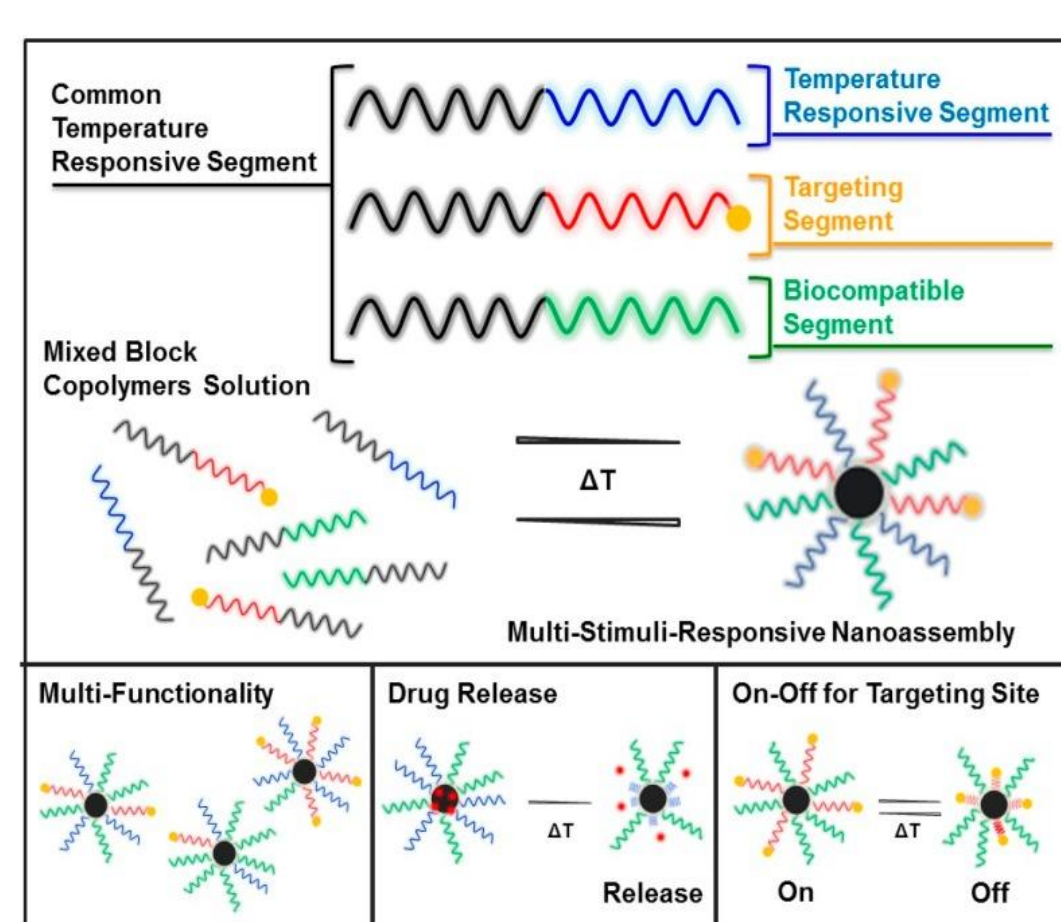 Common
Temperature
Responsive Segment
Temperature
Responsive Segment
Targeting
Segment
Biocompatible
Segment
Mixed Block
Copolymers Solution
ΔT
Multi-Stimuli-Responsive Nanoassembly
Multi-Functionality
Drug Release
ΔT
Release
On-Off for Targeting Site
ΔT
On
Off